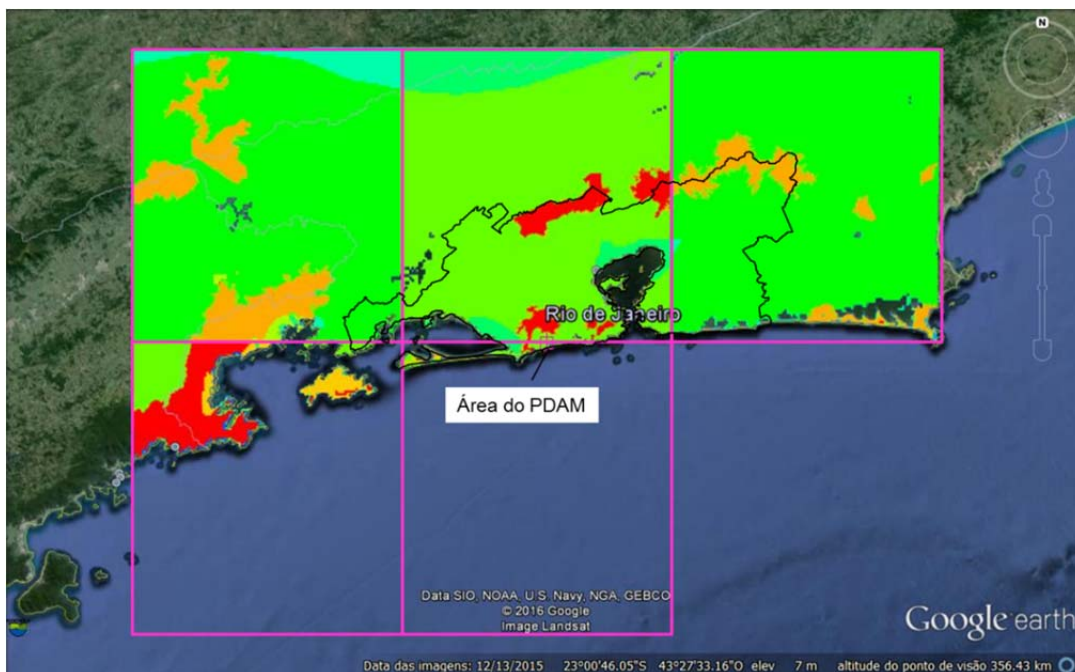 N
Rio de Janeiro
Área do PDAM
Data SIO, NOAA, U.S. Navy, NGA, GEBCO
© 2016 Google
Image Landsat
Google earth
Data das imagens: 12/13/2015 23°00'46.05"S 43°27'33.16"O elev 7 m altitude do ponto de visão 356.43 km